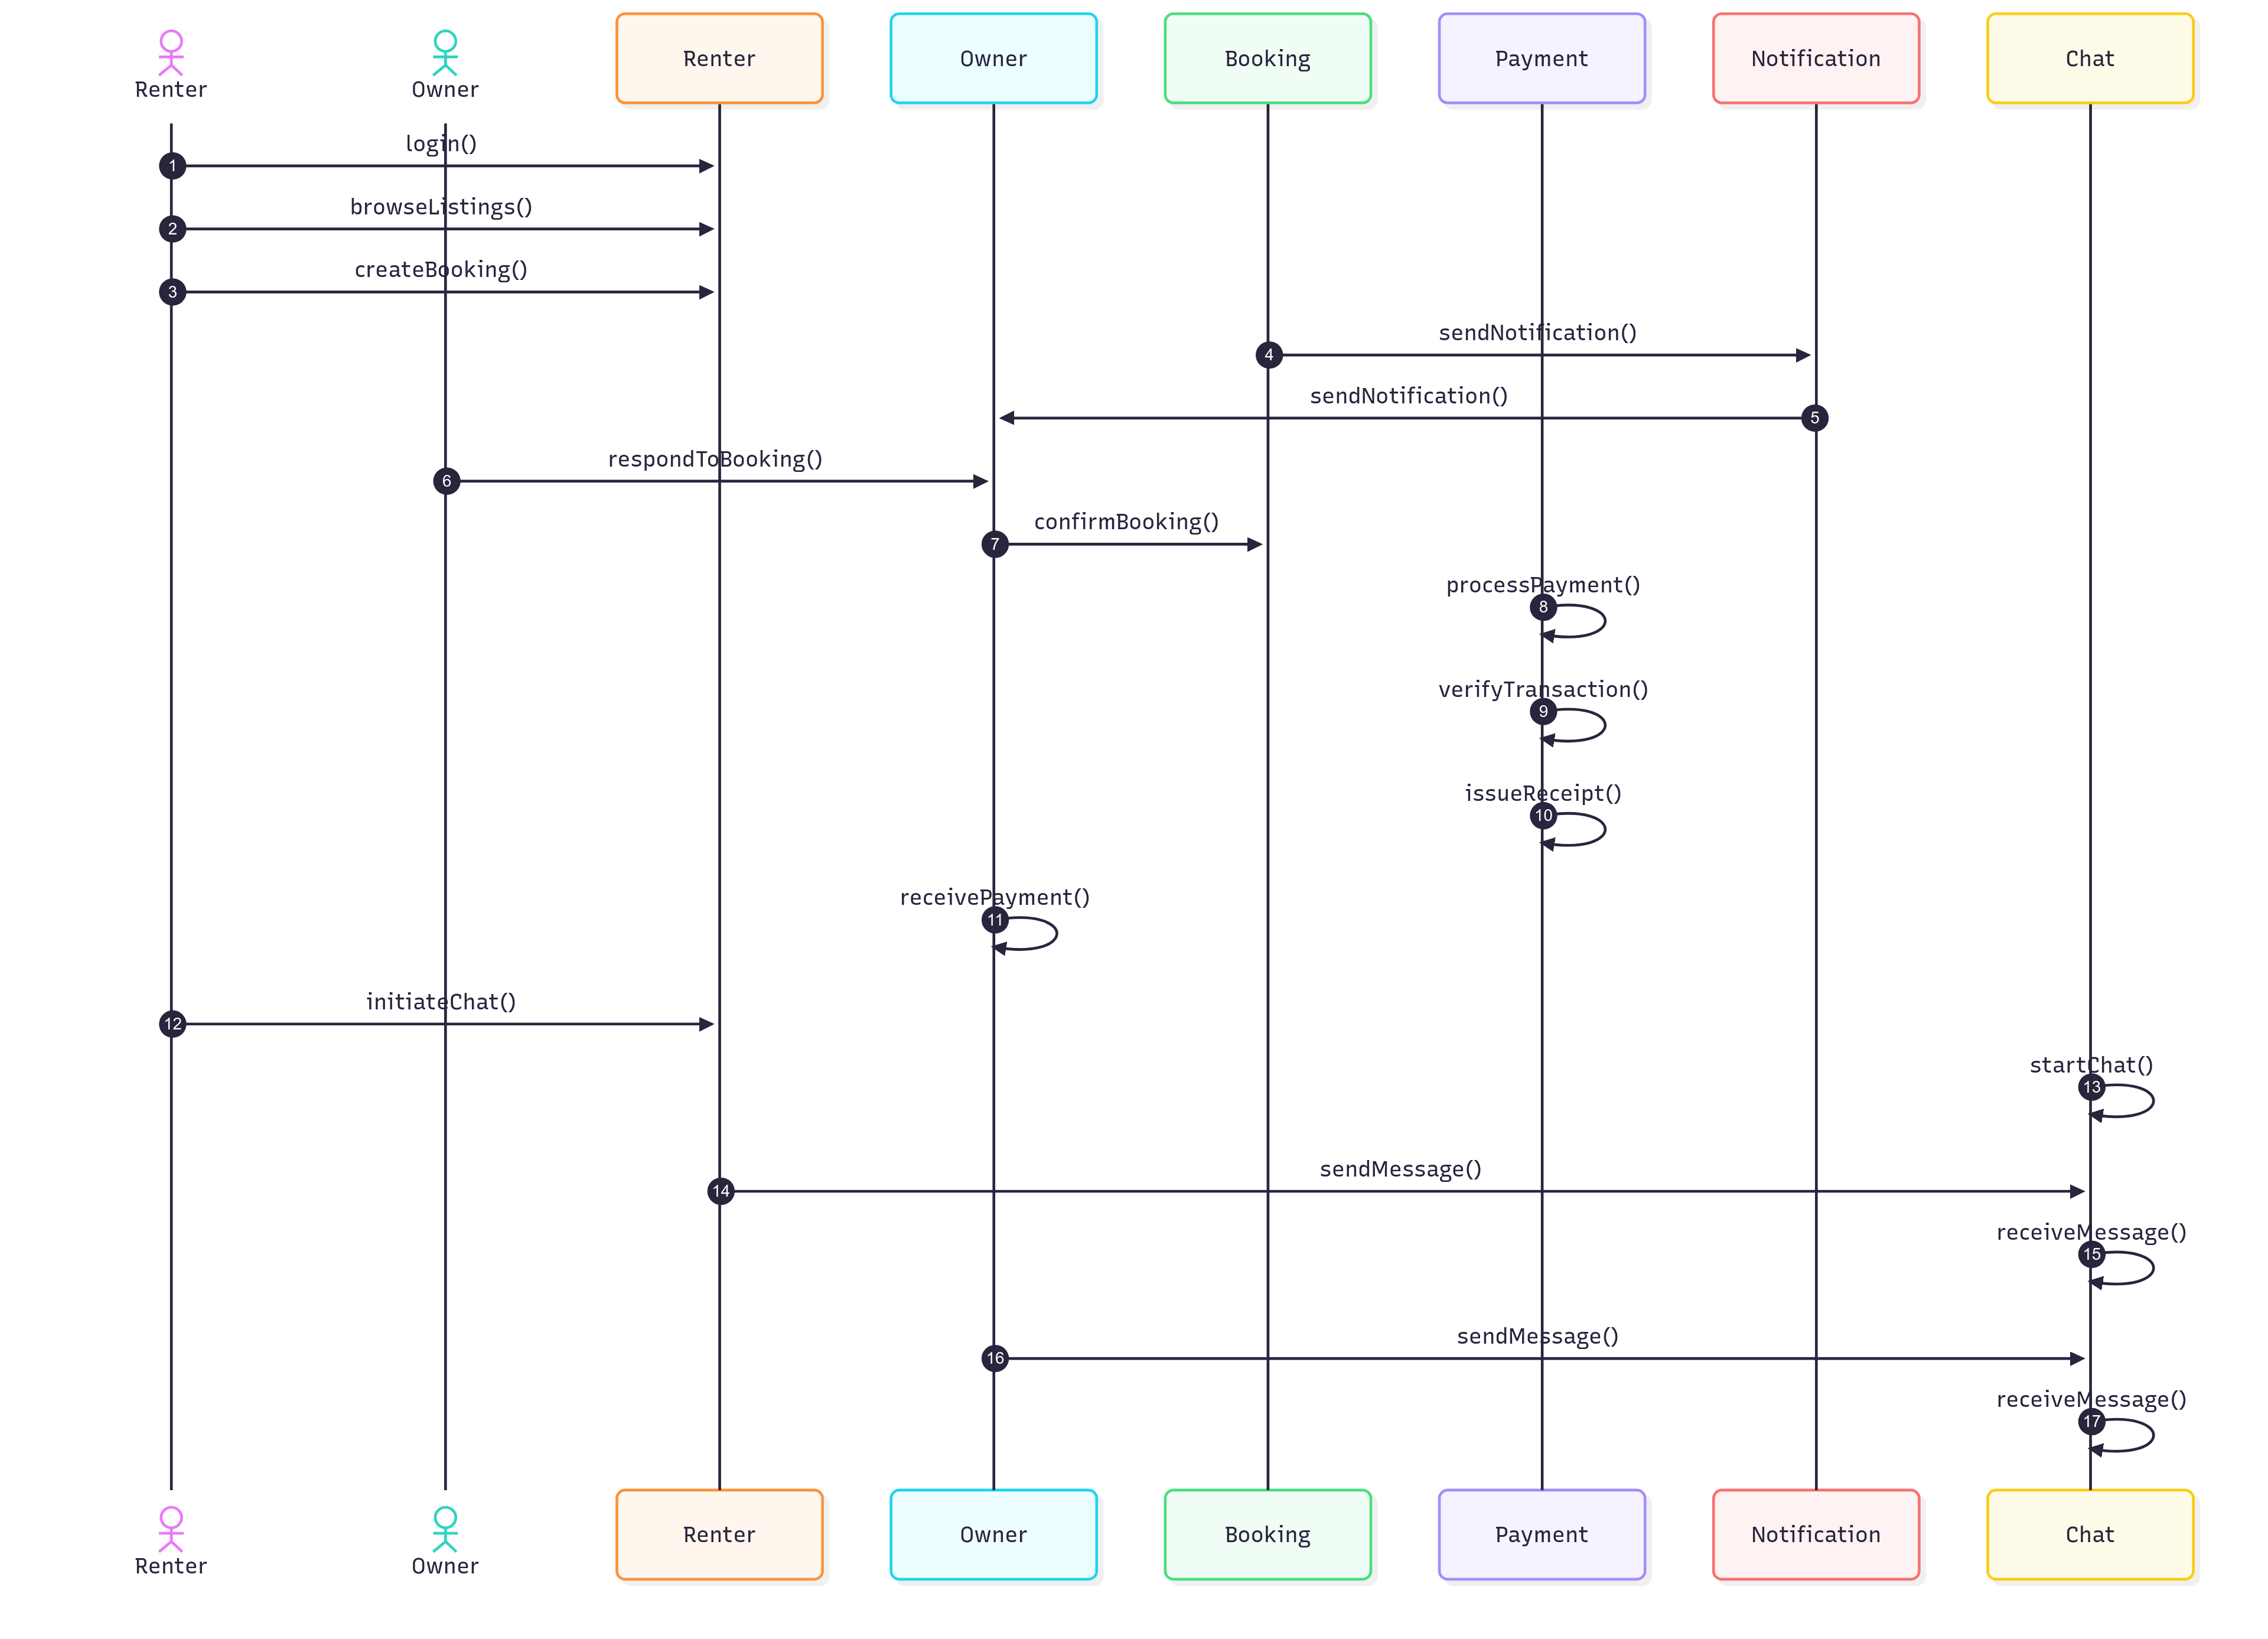 Renter
Owner
Renter
Owner
Booking
Payment
Notification
Chat
login()
1
browseListings()
2
createBooking()
3
sendNotification()
4
sendNotification()
5
respondToBooking()
6
confirmBooking()
7
processPayment()
8
verifyTransaction()
9
issueReceipt()
10
receivePayment()
11
initiateChat()
12
startChat()
13
sendMessage()
14
receiveMessage()
15
sendMessage()
16
receiveMessage()
17
Renter
Owner
Renter
Owner
Booking
Payment
Notification
Chat